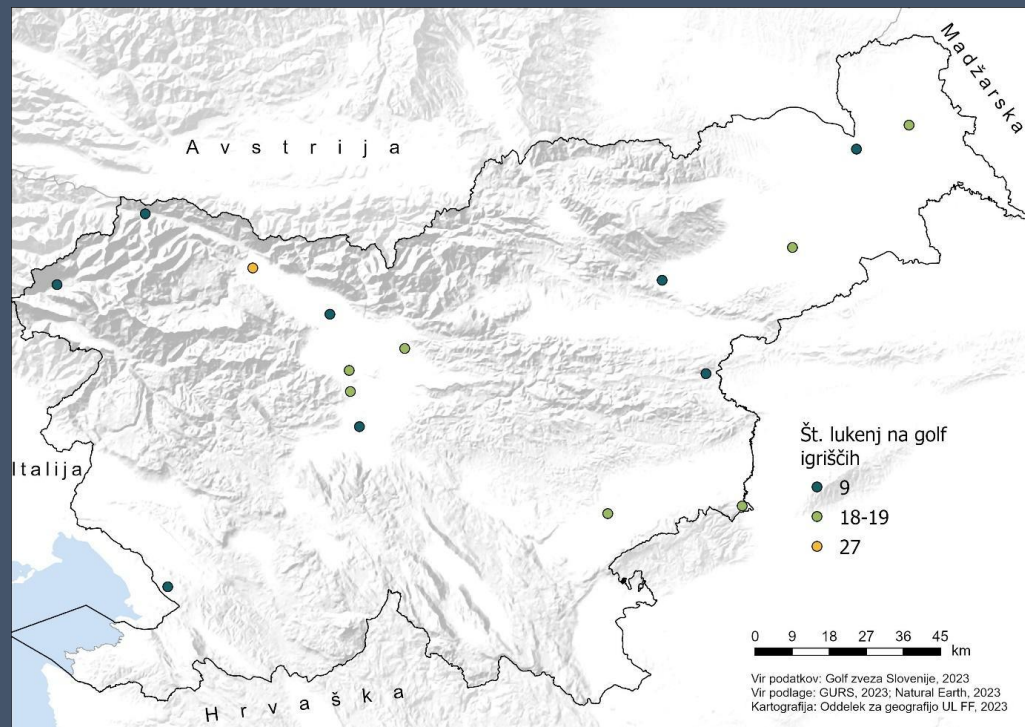 Madžarska
Avstrija
Italija
Hrvaška
Št. lukenj na golf
igriščih
9
18-19
27
0 9 18 27 36 45
km
Vir podatkov: Golf zveza Slovenije, 2023
Vir podlage: GURS, 2023; Natural Earth, 2023
Kartografija: Oddelek za geografijo UL FF, 2023